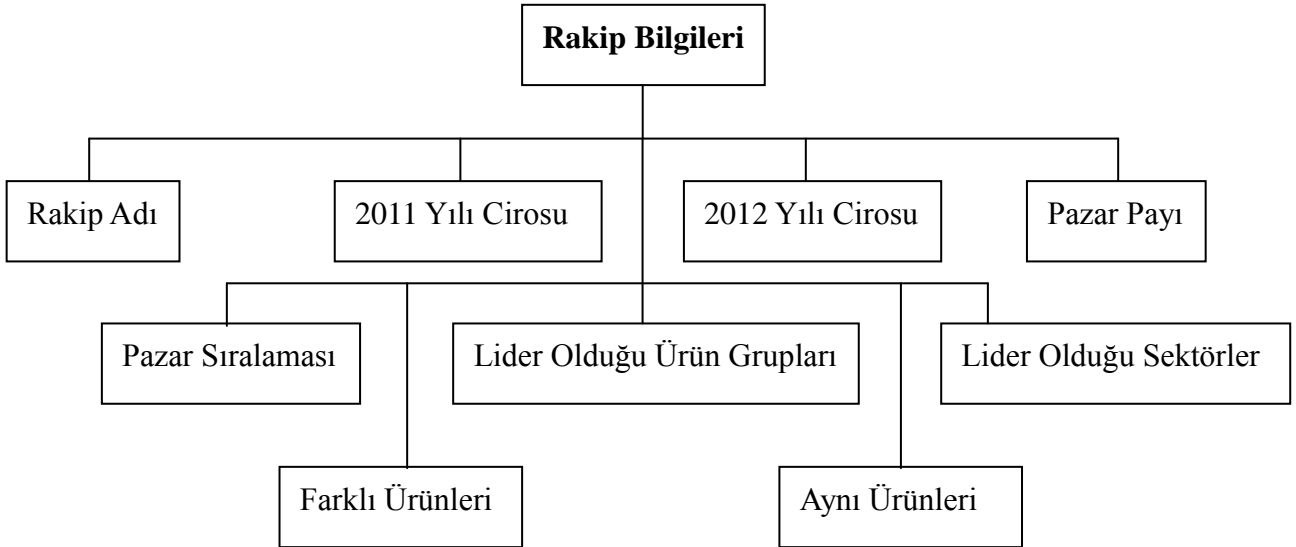 Rakip Bilgileri
Rakip Adı
2011 Yılı Cirosu
2012 Yılı Cirosu
Pazar Payı
Pazar Sıralaması
Lider Olduğu Ürün Grupları
Lider Olduğu Sektörler
Farklı Ürünleri
Aynı Ürünleri